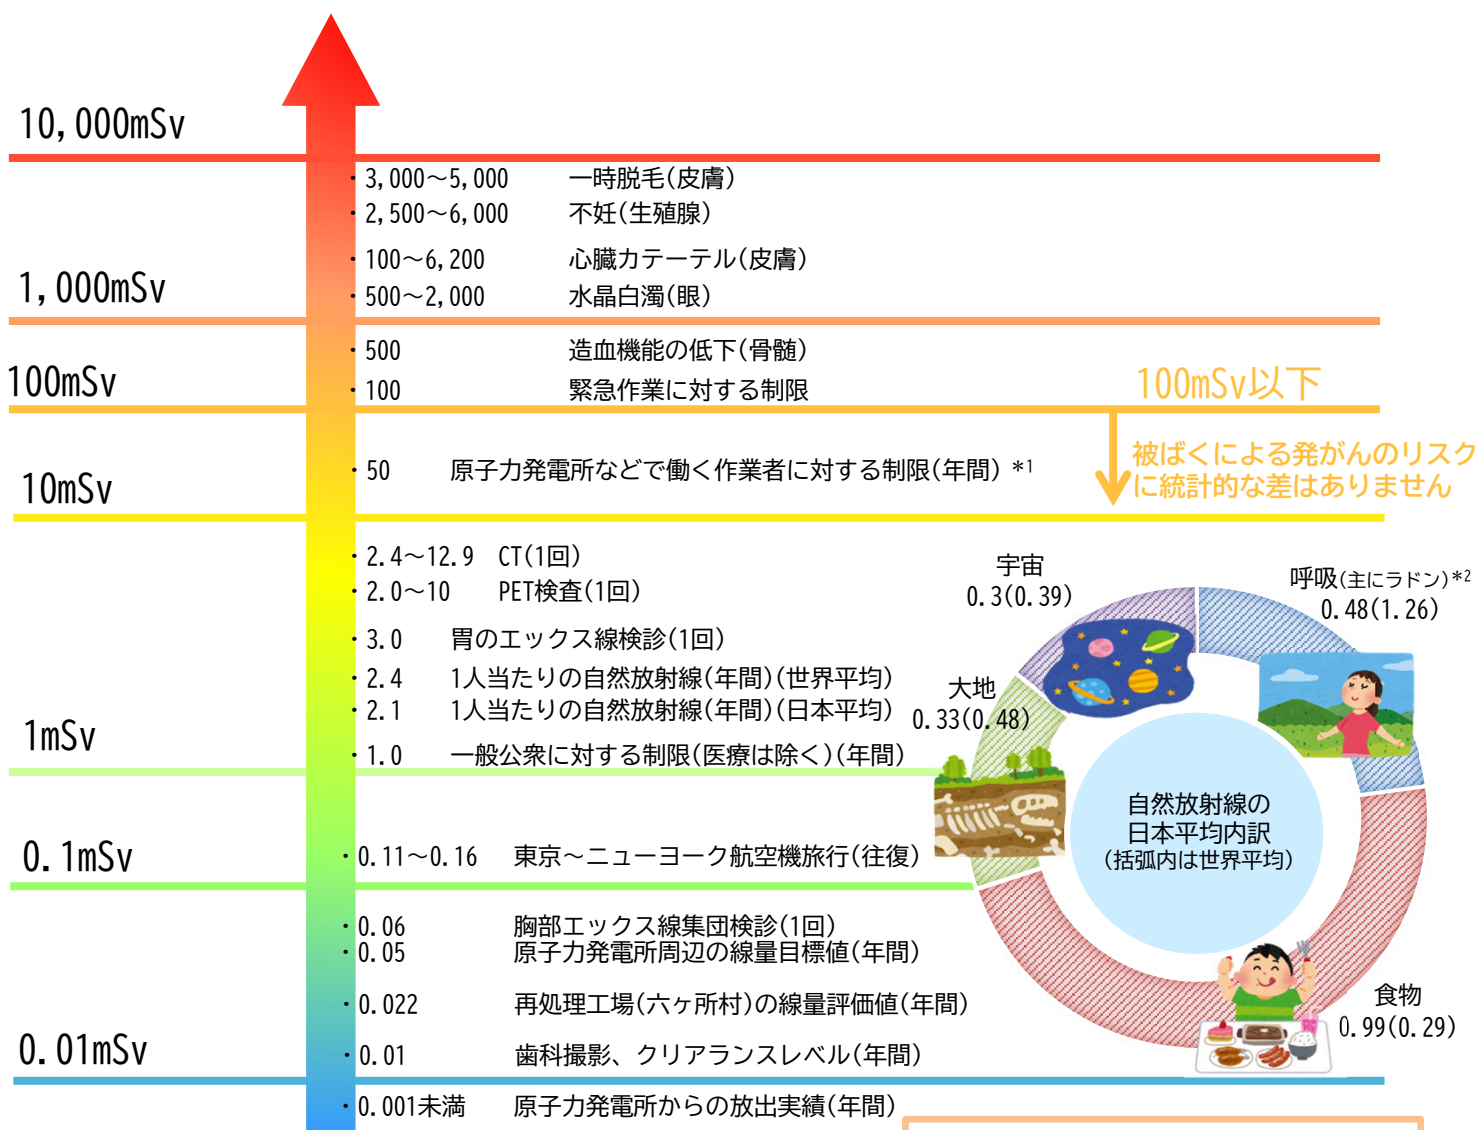 10,000mSv
・3,000～5,000 一時脱毛(皮膚)
・2,500～6,000 不妊(生殖腺)
・100～6,200 心臓カテーテル(皮膚)
1,000mSv
・500～2,000 水晶白濁(眼)
・500 造血機能の低下(骨髄)
100mSv
・100 緊急作業に対する制限
100mSv以下
被ばくによる発がんのリスク
に統計的な差はありません
・50 原子力発電所などで働く作業者に対する制限(年間) *1
10mSv
・2.4～12.9 CT(1回)
・2.0～10 PET検査(1回)
・3.0 胃のエックス線検診(1回)
・2.4 1人当たりの自然放射線(年間)(世界平均)
・2.1 1人当たりの自然放射線(年間)(日本平均)
1mSv
・1.0 一般公衆に対する制限(医療は除く)(年間)
0.1mSv
・0.11～0.16 東京～ニューヨーク航空機旅行(往復)
・0.06 胸部エックス線集団検診(1回)
・0.05 原子力発電所周辺の線量目標値(年間)
・0.022 再処理工場(六ヶ所村)の線量評価値(年間)
0.01mSv
・0.01 歯科撮影、クリアランスレベル(年間)
・0.001未満 原子力発電所からの放出実績(年間)
宇宙
0.3(0.39)
呼吸(主にラドン)*2
0.48(1.26)
大地
0.33(0.48)
自然放射線の
日本平均内訳
(括弧内は世界平均)
食物
0.99(0.29)